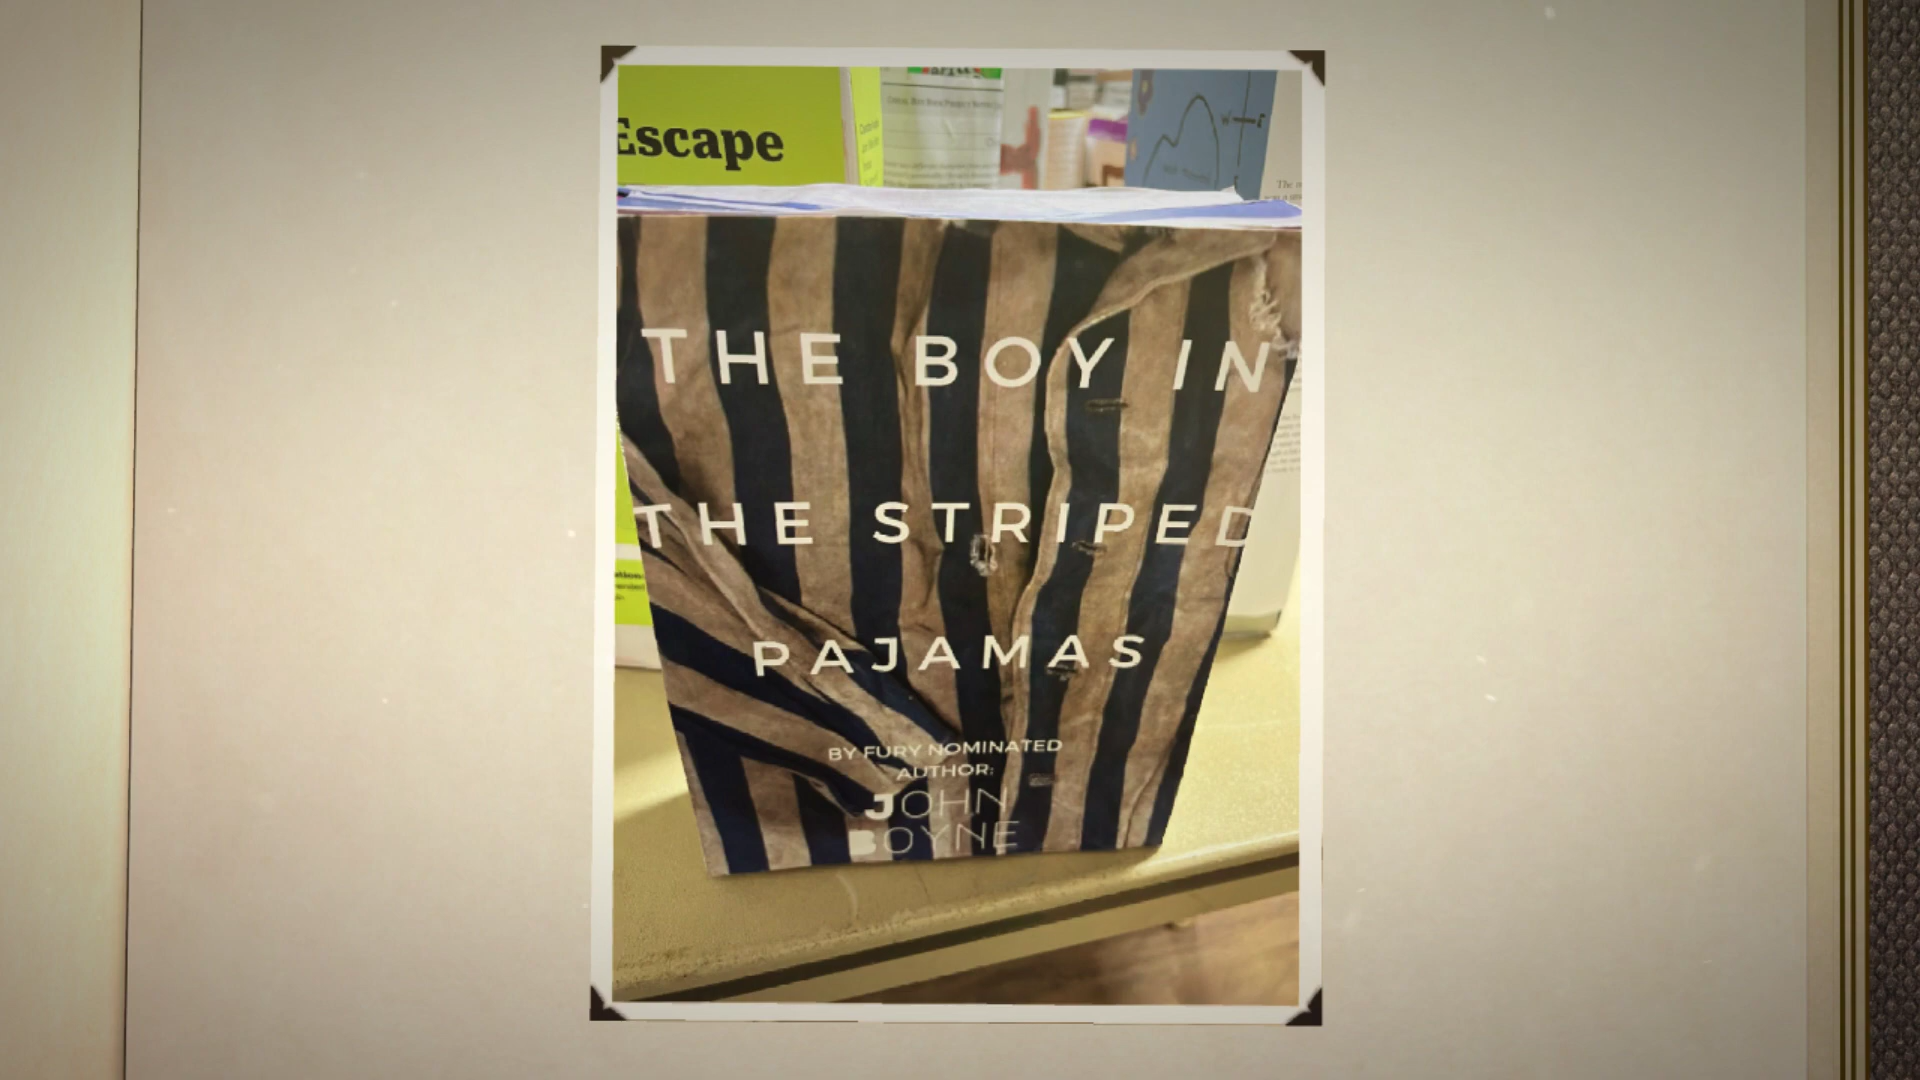 Escape
THE BOY IN
THE STRIPED
PAJAMAS
BY FURY NOMINATED
AUTHOR:
JOHN
BOYNE